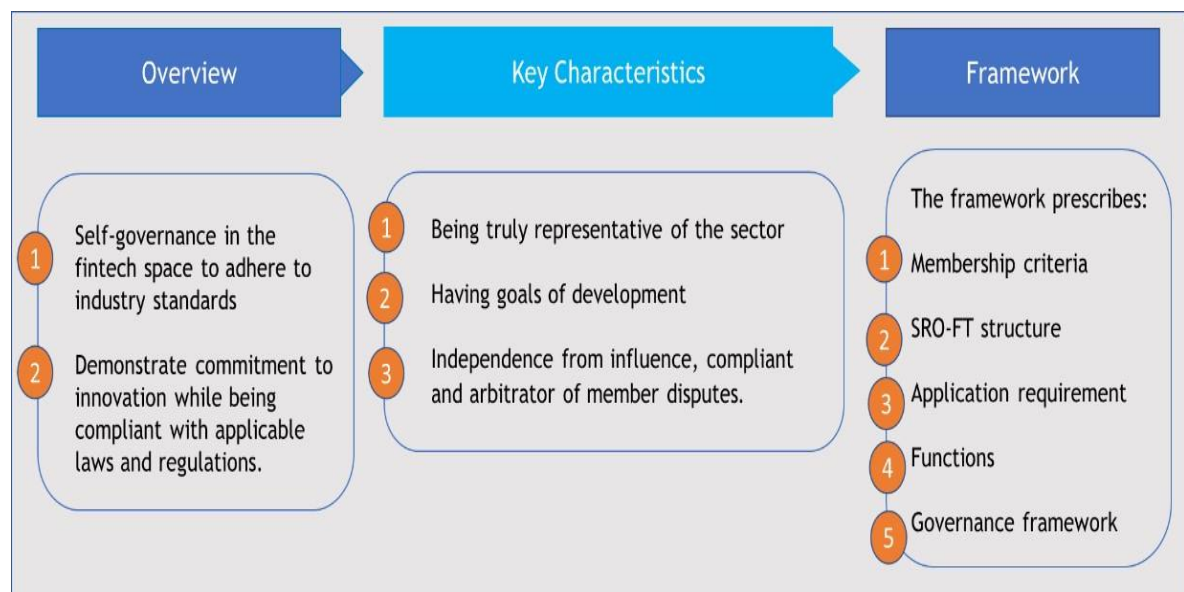 Overview
Key Characteristics
Framework
1
Self-governance in the
fintech space to adhere to
industry standards
2
Demonstrate commitment to
innovation while being
compliant with applicable
laws and regulations.
1
Being truly representative of the sector
2
Having goals of development
3
Independence from influence, compliant
and arbitrator of member disputes.
The framework prescribes:
1
Membership criteria
2
SRO-FT structure
3
Application requirement
4
Functions
5
Governance framework